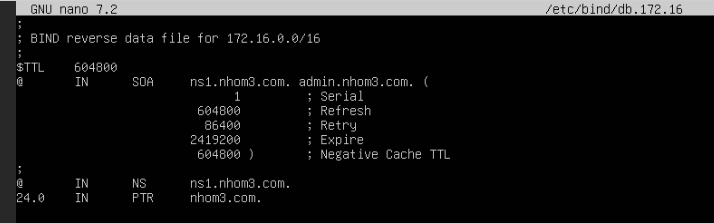 GNU nano 7.2 /etc/bind/db.172.16
;
; BIND reverse data file for 172.16.0.0/16
;
$TTL 604800
@ IN SOA ns1.nhom3.com. admin.nhom3.com. (
1 ; Serial
604800 ; Refresh
86400 ; Retry
2419200 ; Expire
604800 ) ; Negative Cache TTL
;
@ IN NS ns1.nhom3.com.
24.0 IN PTR nhom3.com.